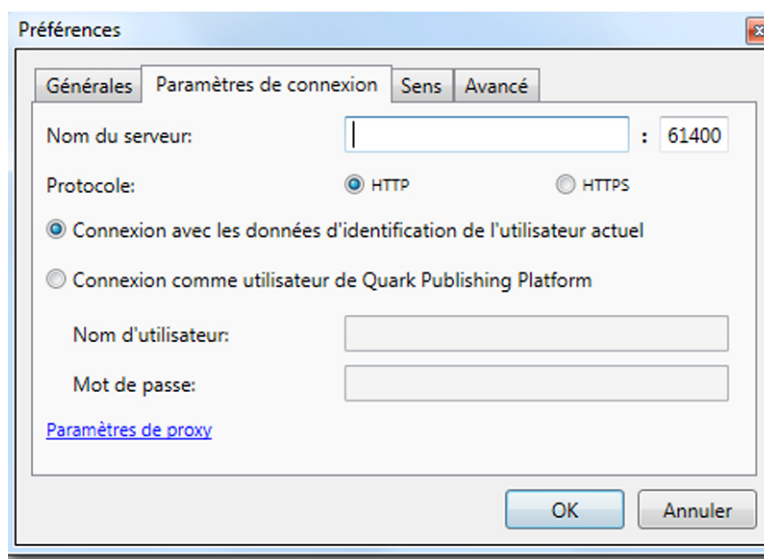 Préférences
Générales Paramètres de connexion Sens Avancé
Nom du serveur: : 61400
Protocole: HTTP HTTPS
Connexion avec les données d'identification de l'utilisateur actuel
Connexion comme utilisateur de Quark Publishing Platform
Nom d'utilisateur:
Mot de passe:
Paramètres de proxy
OK Annuler